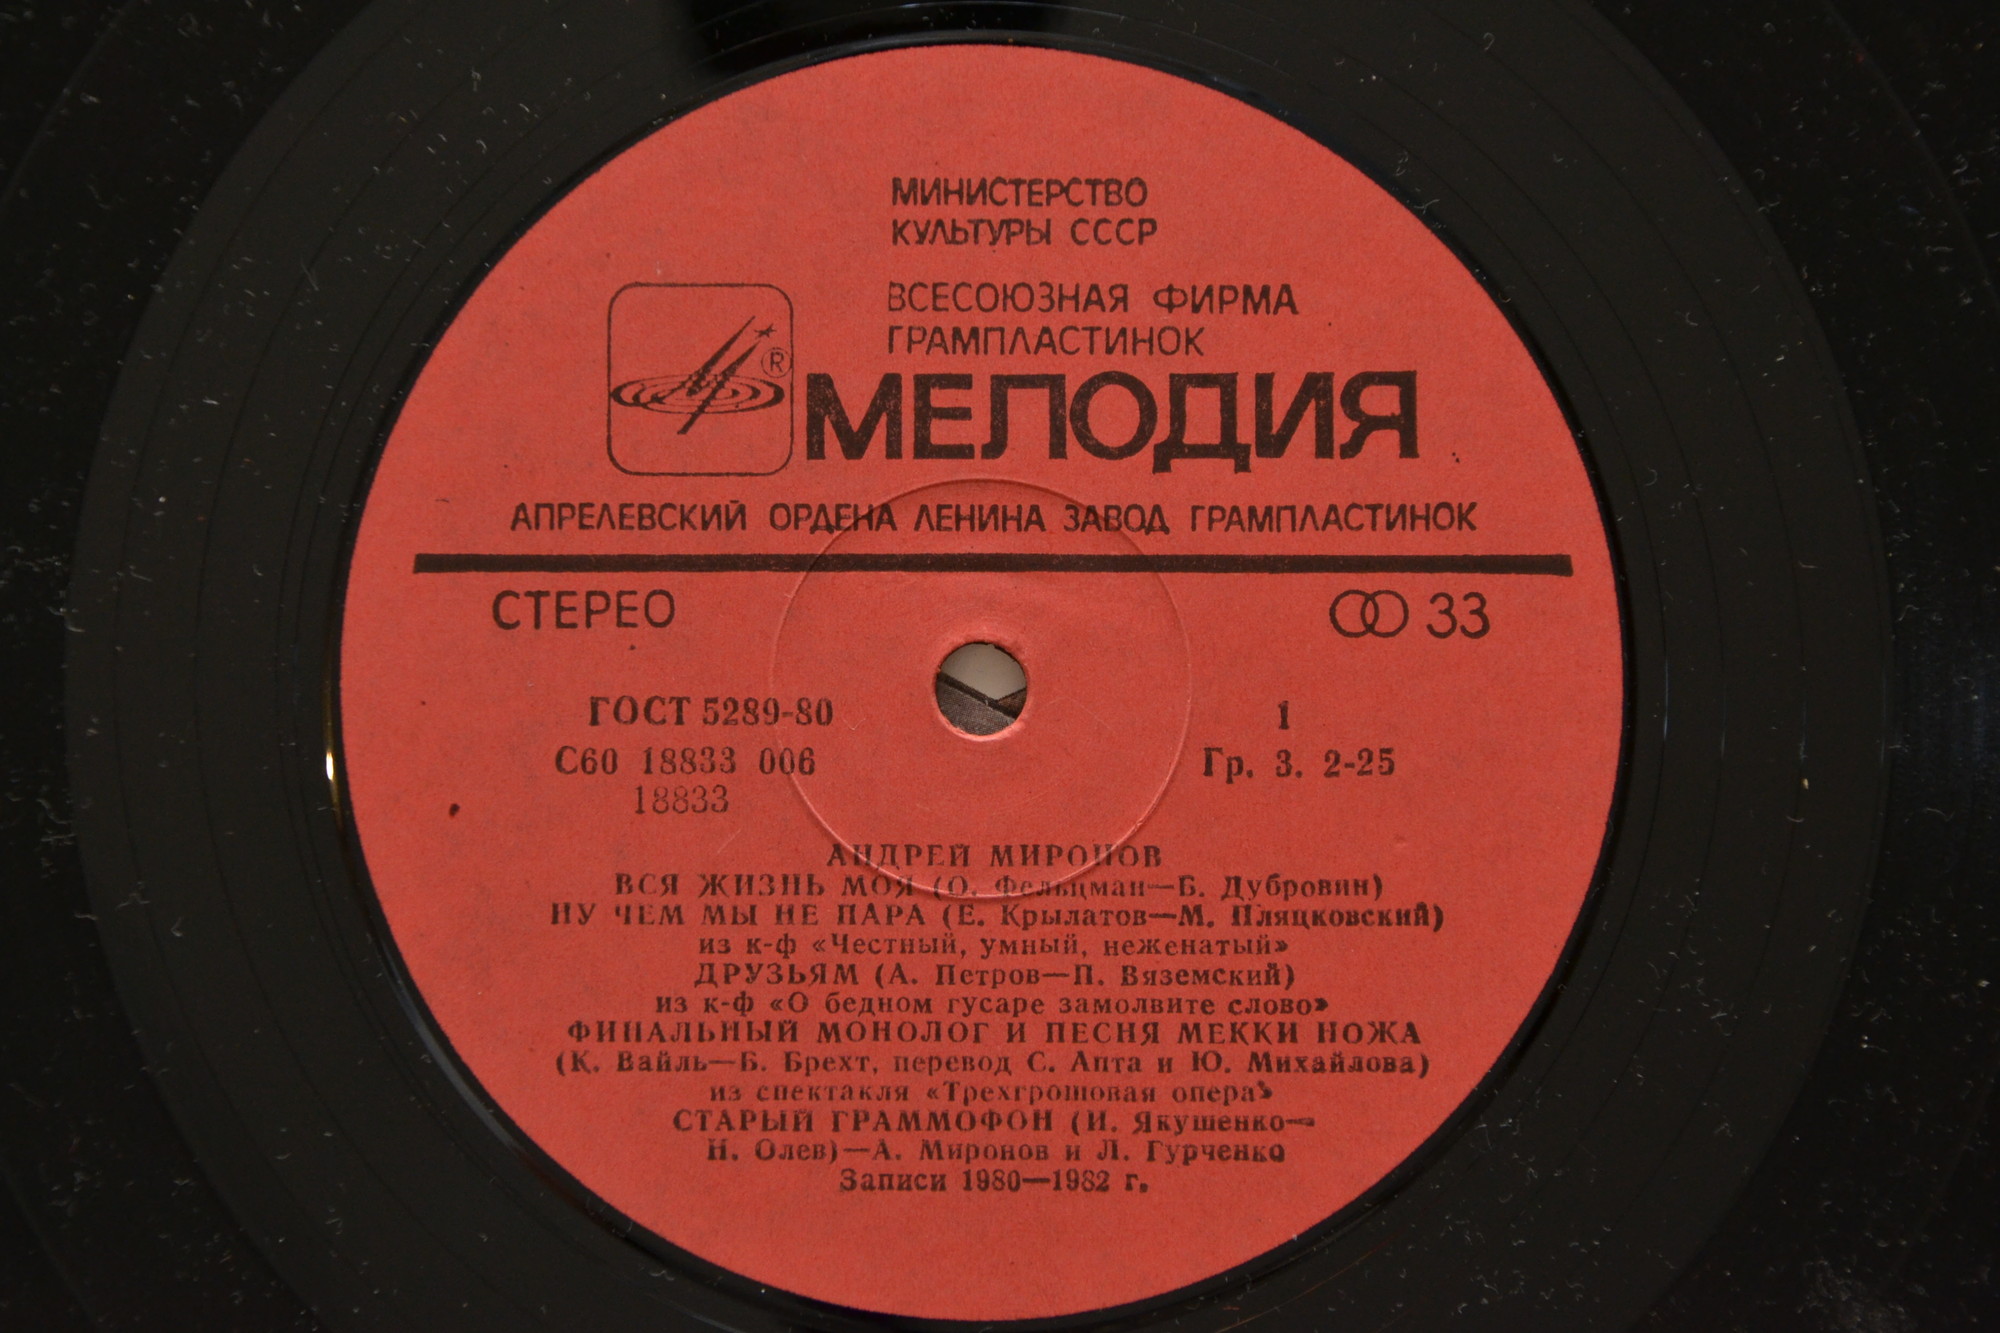 МИНИСТЕРСТВО
КУЛЬТУРЫ СССР
ВСЕСОЮЗНАЯ ФИРМА
ГРАМПЛАСТИНОК
®
МЕЛОДИЯ
АПРЕЛЕВСКИЙ ОРДЕНА ЛЕНИНА ЗАВОД ГРАМПЛАСТИНОК
СТЕРЕО 33
ГОСТ 5289-80 1
С60 18833 006 Гр. 3. 2-25
18833
АНДРЕЙ МИРОНОВ
ВСЯ ЖИЗНЬ МОЯ (О. Фельцман—Б. Дубровин)
НУ ЧЕМ МЫ НЕ ПАРА (Е. Крылатов—М. Пляцковский)
из к-ф «Честный, умный, неженатый»
ДРУЗЬЯМ (А. Петров—П. Вяземский)
из к-ф «О бедном гусаре замолвите слово»
ФИНАЛЬНЫЙ МОНОЛОГ И ПЕСНЯ МЕККИ НОЖА
(К. Вайль—Б. Брехт, перевод С. Апта и Ю. Михайлова)
из спектакля «Трехгрошовая опера»
СТАРЫЙ ГРАММОФОН (И. Якушенко—
И. Олев)—А. Миронов и Л. Гурченко
Записи 1980—1982 г.